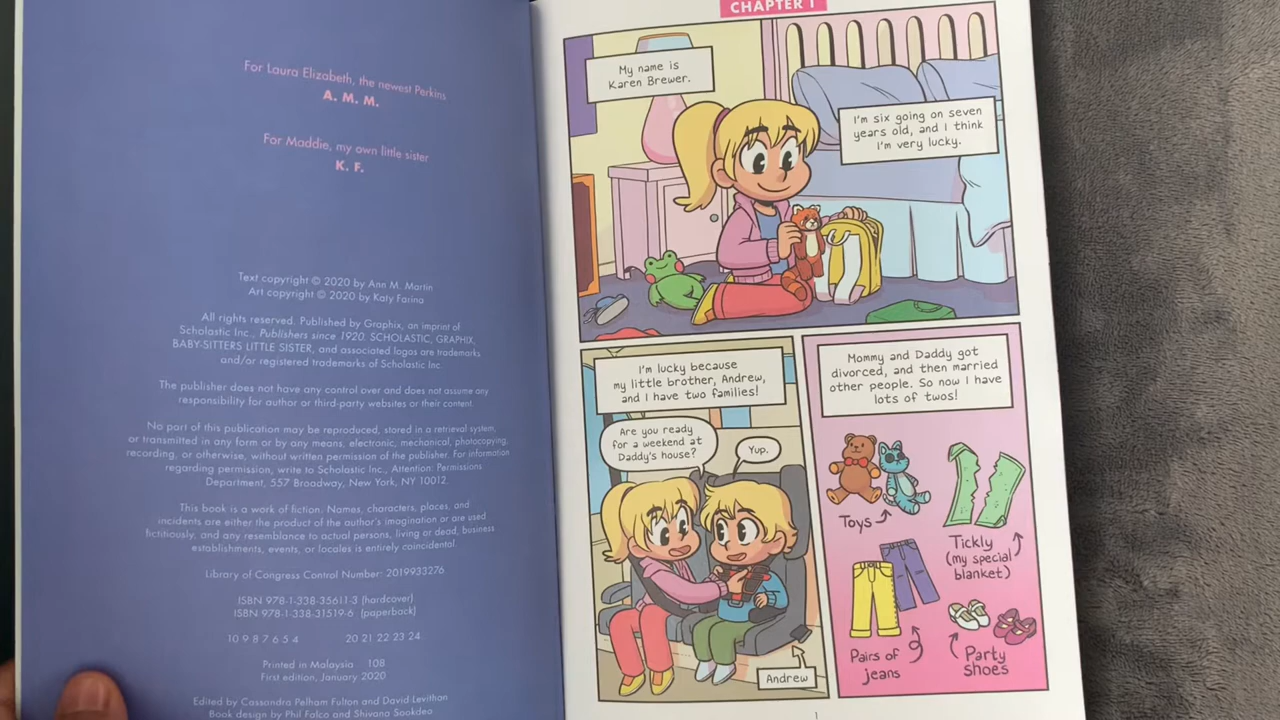 For Laura Elizabeth, the newest Perkins
A. M. M.
For Maddie, my own little sister
K. F.
Text copyright © 2020 by Ann M. Martin
Art copyright © 2020 by Katy Farina
All rights reserved. Published by Graphix, an imprint of
Scholastic Inc., Publishers since 1920. SCHOLASTIC, GRAPHIX,
BABY-SITTERS LITTLE SISTER, and associated logos are trademarks
and/or registered trademarks of Scholastic Inc.
The publisher does not have any control over and does not assume any
responsibility for author or third-party websites or their content.
No part of this publication may be reproduced, stored in a retrieval system,
or transmitted in any form or by any means, electronic, mechanical, photocopying,
recording, or otherwise, without written permission of the publisher. For information
regarding permission, write to Scholastic Inc., Attention: Permissions
Department, 557 Broadway, New York, NY 10012.
This book is a work of fiction. Names, characters, places, and
incidents are either the product of the author's imagination or are used
fictitiously, and any resemblance to actual persons, living or dead, business
establishments, events, or locales is entirely coincidental.
Library of Congress Control Number: 2019933276
ISBN 978-1-338-35611-3 (hardcover)
ISBN 978-1-338-31519-6 (paperback)
10 9 8 7 6 5 4 20 21 22 23 24
Printed in Malaysia 108
First edition, January 2020
Edited by Cassandra Pelham Fulton and David Levithan
Book design by Phil Falco and Shivana Sookdeo
CHAPTER 1
My name is
Karen Brewer.
I'm six going on seven
years old, and I think
I'm very lucky.
I'm lucky because
my little brother, Andrew,
and I have two families!
Are you ready
for a weekend at
Daddy's house?
Yup.
Andrew
Mommy and Daddy got
divorced, and then married
other people. So now I have
lots of twos!
Toys
Tickly
(my special
blanket)
Pairs of
jeans
Party
shoes
1